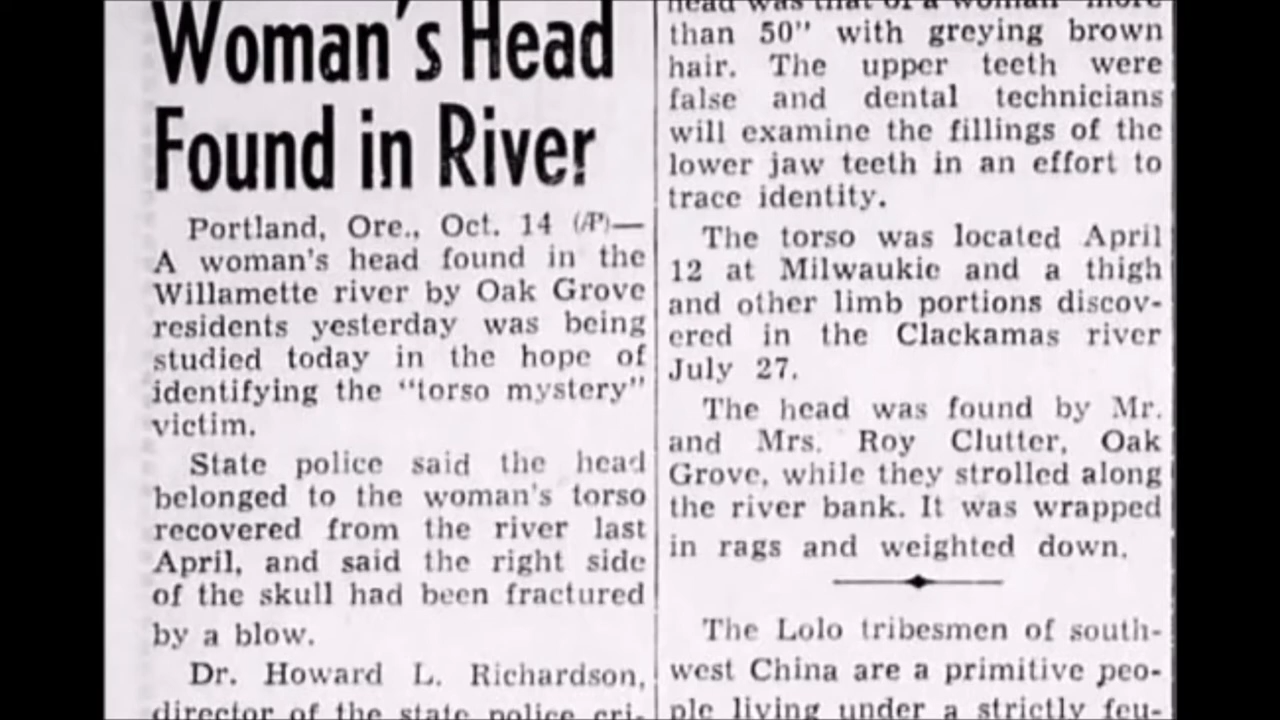 Woman's Head
Found in River
Portland, Ore., Oct. 14 (AP)—
A woman's head found in the
Willamette river by Oak Grove
residents yesterday was being
studied today in the hope of
identifying the "torso mystery"
victim.
State police said the head
belonged to the woman's torso
recovered from the river last
April, and said the right side
of the skull had been fractured
by a blow.
Dr. Howard L. Richardson,
director of the state police cri-
head was that of a woman "more
than 50" with greying brown
hair. The upper teeth were
false and dental technicians
will examine the fillings of the
lower jaw teeth in an effort to
trace identity.
The torso was located April
12 at Milwaukie and a thigh
and other limb portions discov-
ered in the Clackamas river
July 27.
The head was found by Mr.
and Mrs. Roy Clutter, Oak
Grove, while they strolled along
the river bank. It was wrapped
in rags and weighted down.
The Lolo tribesmen of south-
west China are a primitive peo-
ple living under a strictly feu-